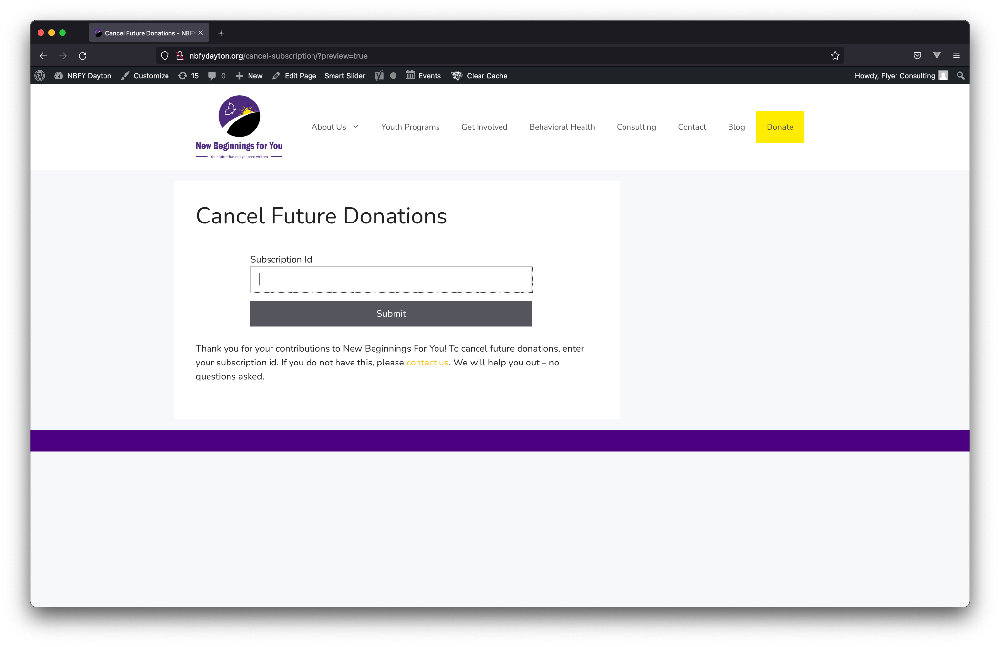 Cancel Future Donations - NBFY
nbfydayton.org/cancel-subscription/?preview=true
NBFY Dayton Customize 15 0 New Edit Page Smart Slider Events Clear Cache Howdy, Flyer Consulting
New Beginnings for You
Your future has not yet been written
About Us Youth Programs Get Involved Behavioral Health Consulting Contact Blog Donate
Cancel Future Donations
Subscription Id
Submit
Thank you for your contributions to New Beginnings For You! To cancel future donations, enter
your subscription id. If you do not have this, please contact us. We will help you out – no
questions asked.